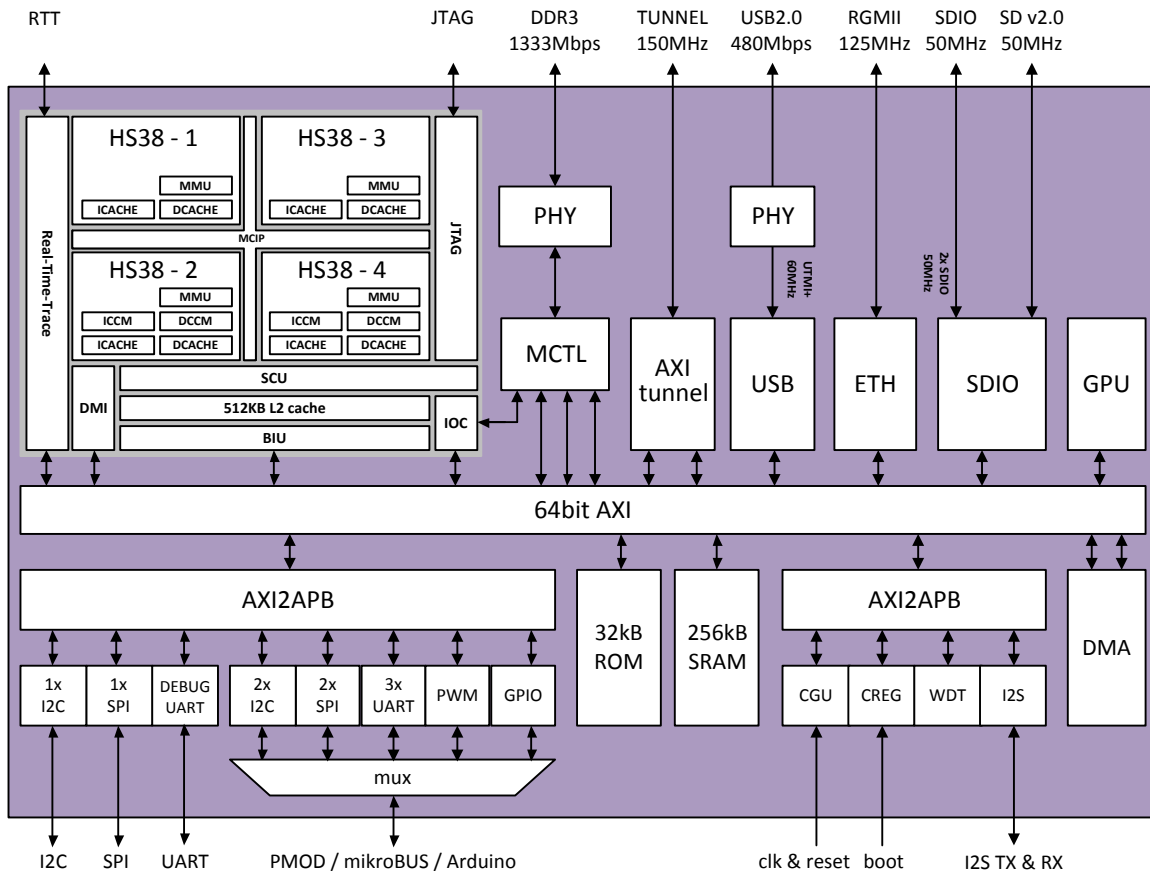 RTT
JTAG
DDR3
1333Mbps
TUNNEL
150MHz
USB2.0
480Mbps
RGMII
125MHz
SDIO
50MHz
SD v2.0
50MHz
Real-Time-Trace
HS38 - 1
MMU
ICACHE
DCACHE
HS38 - 3
MMU
ICACHE
DCACHE
JTAG
MCIP
HS38 - 2
MMU
ICCM
DCCM
ICACHE
DCACHE
HS38 - 4
MMU
ICCM
DCCM
ICACHE
DCACHE
DMI
SCU
512KB L2 cache
BIU
IOC
PHY
PHY
UTMI+
60MHz
2x SDIO
50MHz
MCTL
AXI
tunnel
USB
ETH
SDIO
GPU
64bit AXI
AXI2APB
32kB
ROM
256kB
SRAM
AXI2APB
DMA
1x
I2C
1x
SPI
DEBUG
UART
2x
I2C
2x
SPI
3x
UART
PWM
GPIO
CGU
CREG
WDT
I2S
mux
I2C
SPI
UART
PMOD / mikroBUS / Arduino
clk & reset
boot
I2S TX & RX